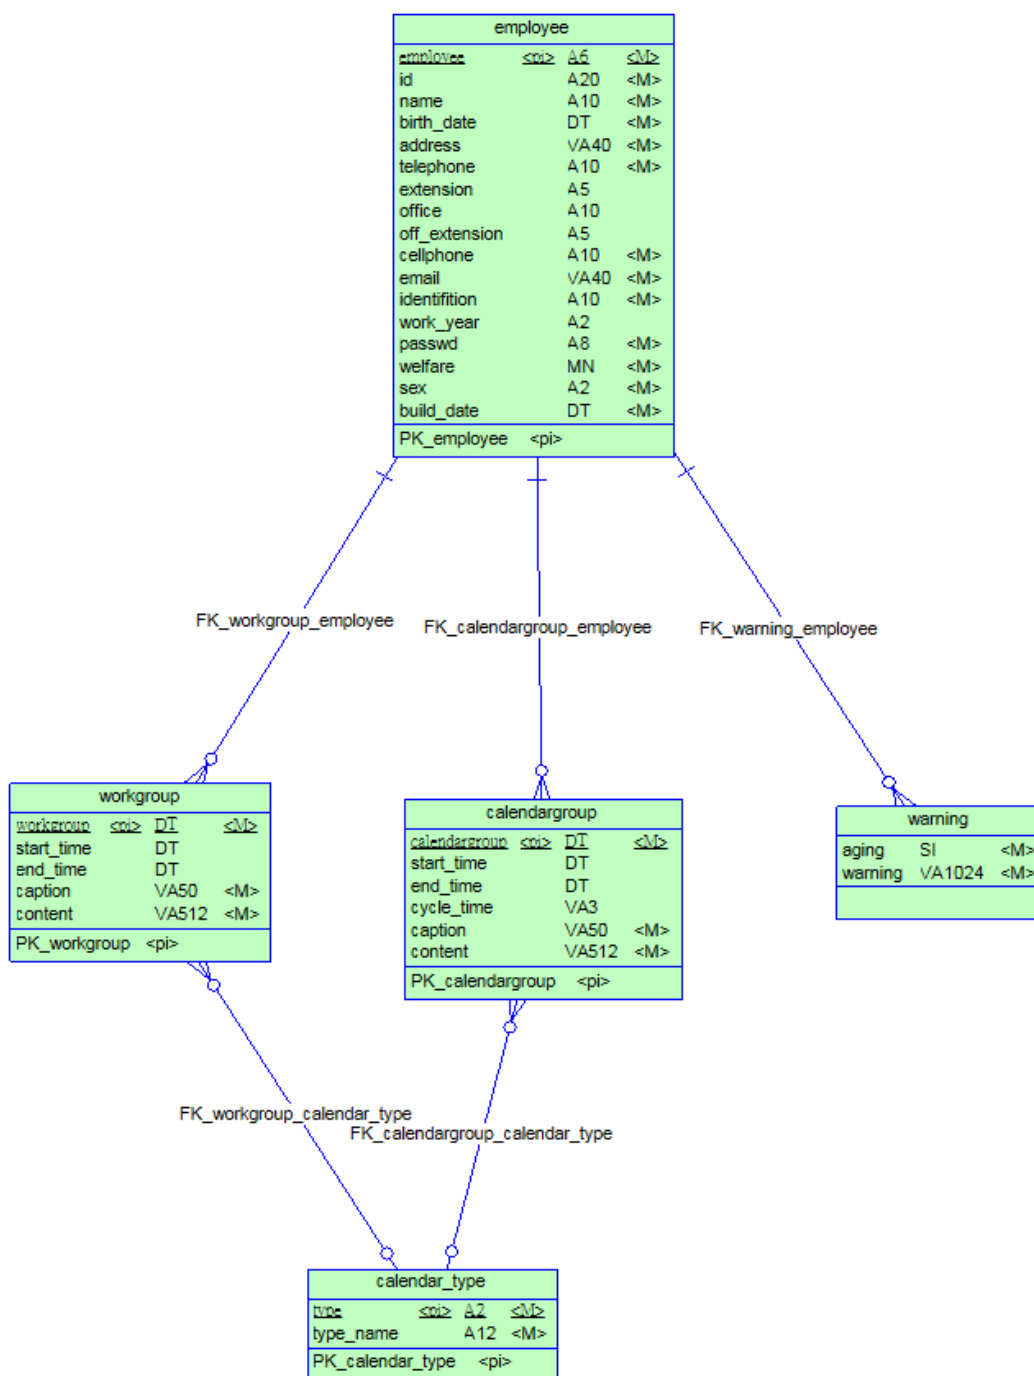 employee
employee <pi> A6 <M>
id A20 <M>
name A10 <M>
birth_date DT <M>
address VA40 <M>
telephone A10 <M>
extension A5
office A10
off_extension A5
cellphone A10 <M>
email VA40 <M>
identifition A10 <M>
work_year A2
passwd A8 <M>
welfare MN <M>
sex A2 <M>
build_date DT <M>
PK_employee <pi>
FK_workgroup_employee
FK_calendargroup_employee
FK_warning_employee
workgroup
workgroup <pi> DT <M>
start_time DT
end_time DT
caption VA50 <M>
content VA512 <M>
PK_workgroup <pi>
calendargroup
calendargroup <pi> DT <M>
start_time DT
end_time DT
cycle_time VA3
caption VA50 <M>
content VA512 <M>
PK_calendargroup <pi>
warning
aging SI <M>
warning VA1024 <M>
FK_workgroup_calendar_type
FK_calendargroup_calendar_type
calendar_type
type <pi> A2 <M>
type_name A12 <M>
PK_calendar_type <pi>